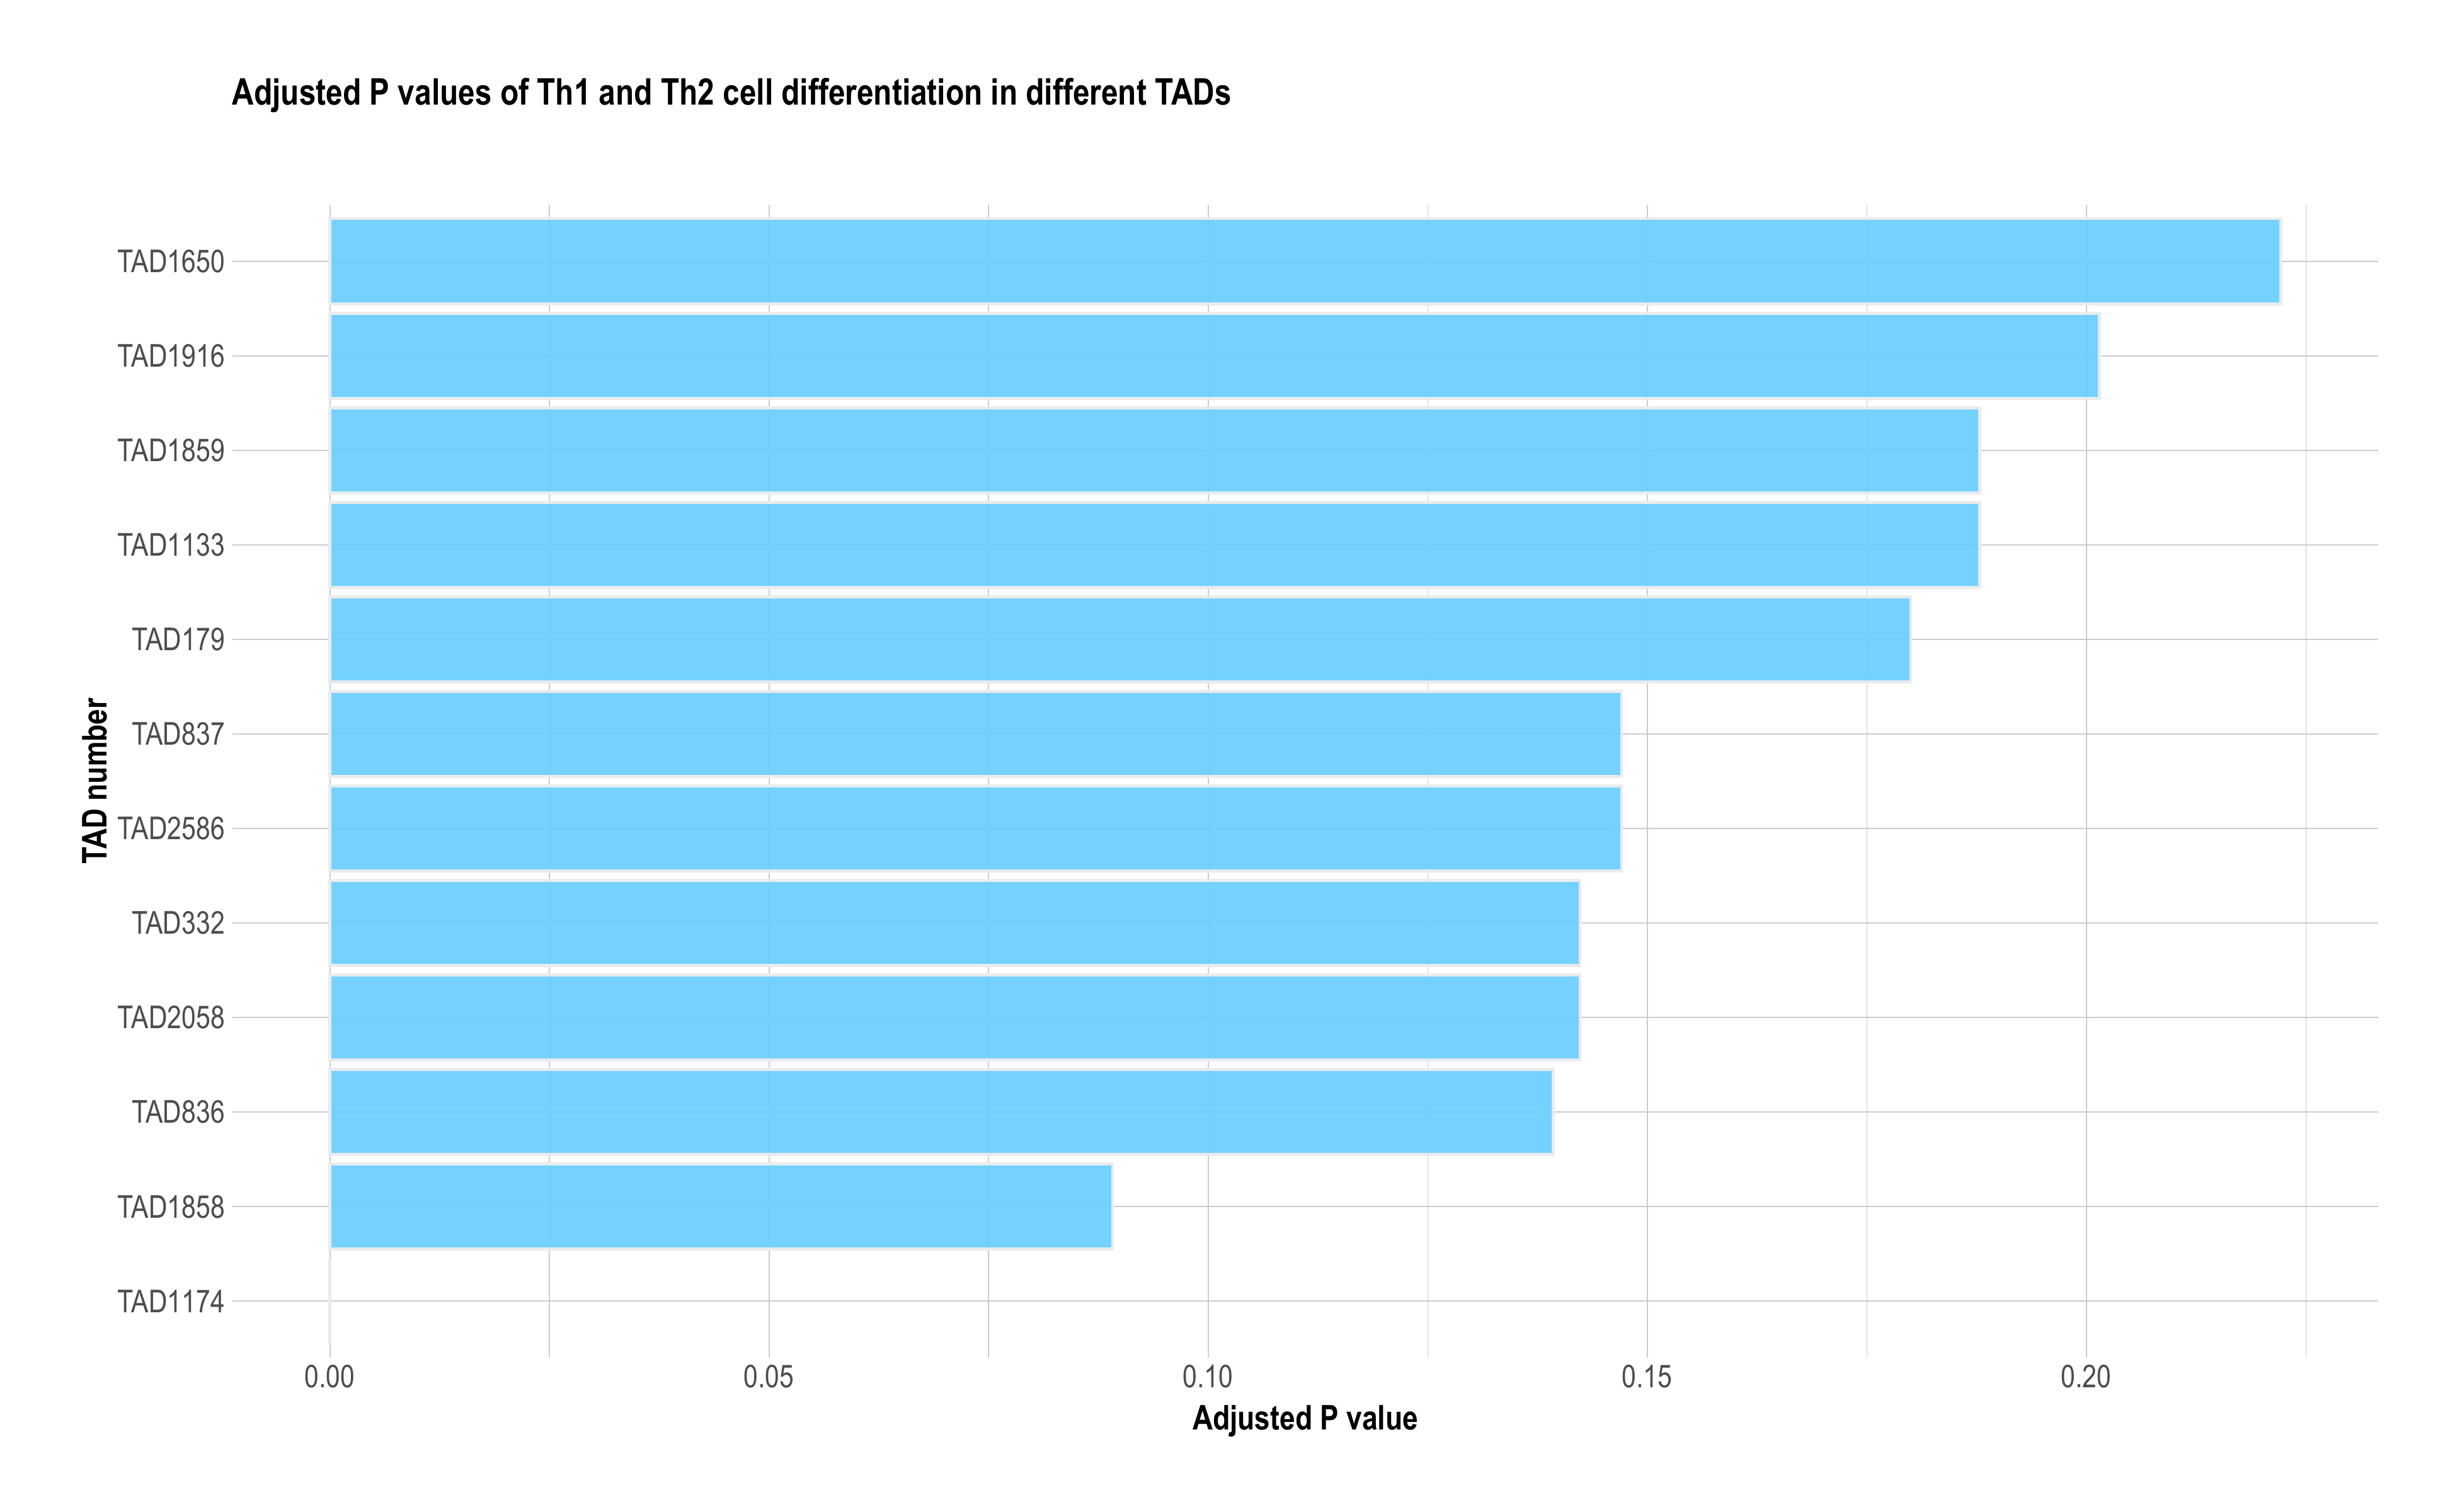 Adjusted P values of Th1 and Th2 cell differentiation in different TADs
TAD number
TAD1650
TAD1916
TAD1859
TAD1133
TAD179
TAD837
TAD2586
TAD332
TAD2058
TAD836
TAD1858
TAD1174
0.00 0.05 0.10 0.15 0.20
Adjusted P value